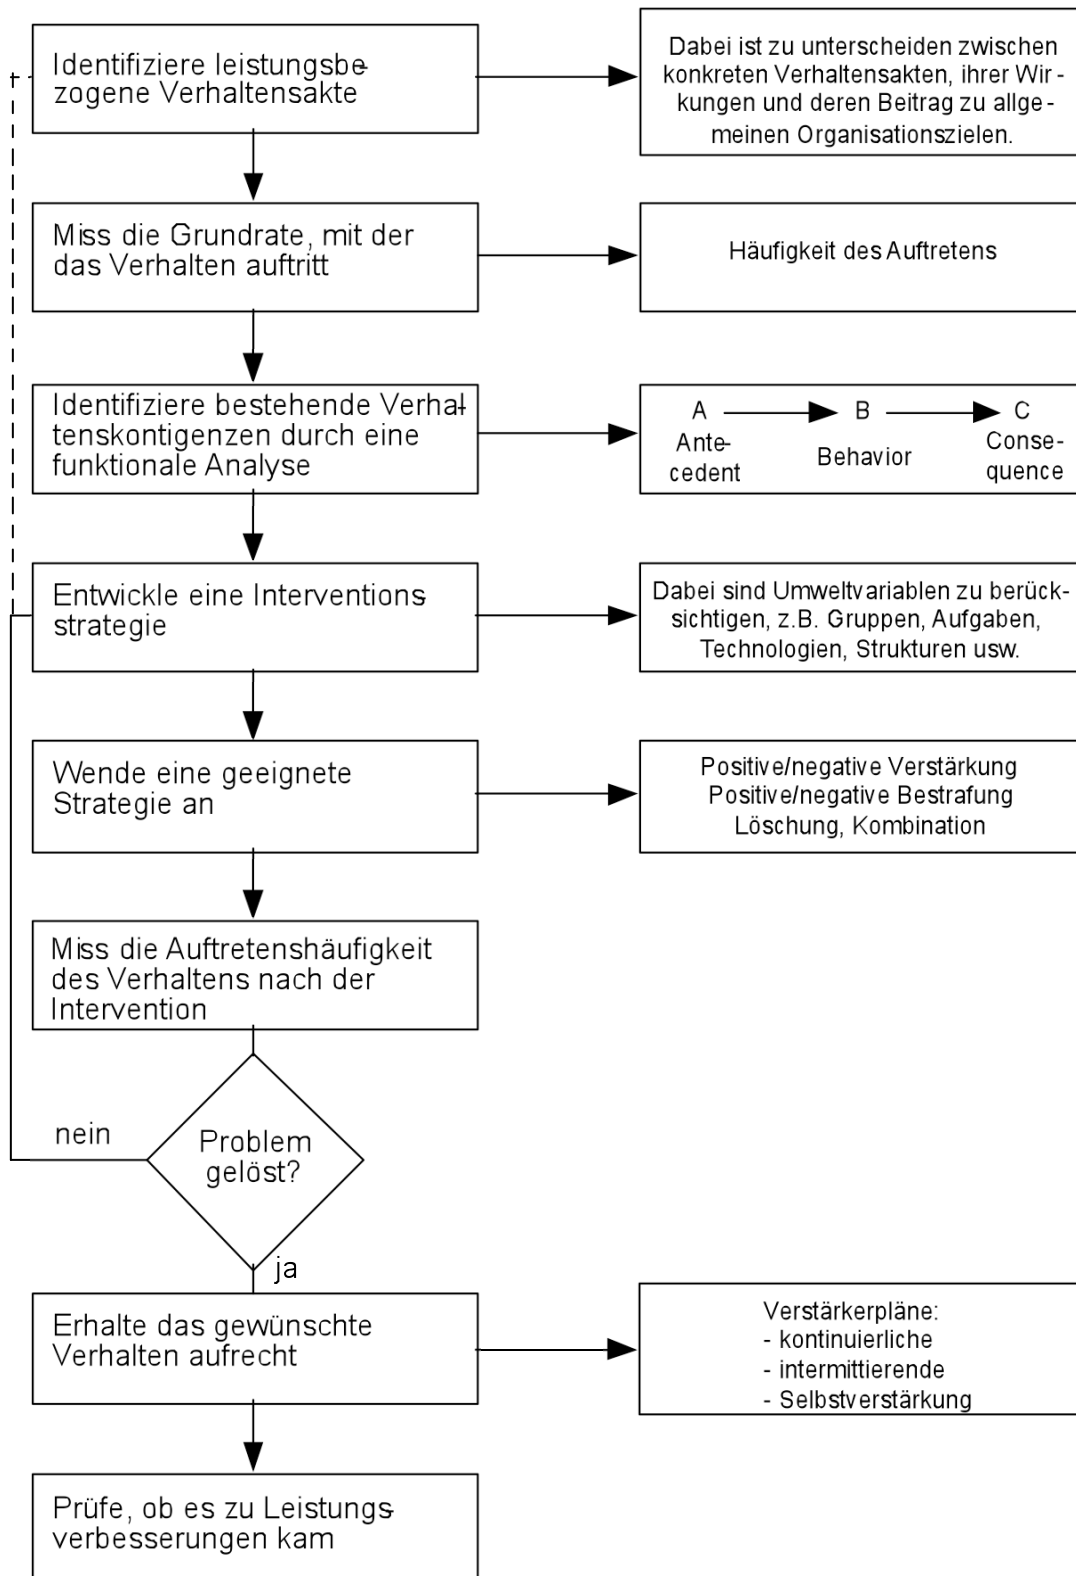 Identifiziere leistungsbe-
zogene Verhaltensakte
Dabei ist zu unterscheiden zwischen
konkreten Verhaltensakten, ihrer Wir-
kungen und deren Beitrag zu allge-
meinen Organisationszielen.
Miss die Grundrate, mit der
das Verhalten auftritt
Häufigkeit des Auftretens
Identifiziere bestehende Verhal-
tenskontigenzen durch eine
funktionale Analyse
A B C
Ante-
cedent
Behavior
Conse-
quence
Entwickle eine Interventions-
strategie
Dabei sind Umweltvariablen zu berück-
sichtigen, z.B. Gruppen, Aufgaben,
Technologien, Strukturen usw.
Wende eine geeignete
Strategie an
Positive/negative Verstärkung
Positive/negative Bestrafung
Löschung, Kombination
Miss die Auftretenshäufigkeit
des Verhaltens nach der
Intervention
nein
Problem
gelöst?
ja
Erhalte das gewünschte
Verhalten aufrecht
Verstärkerpläne:
- kontinuierliche
- intermittierende
- Selbstverstärkung
Prüfe, ob es zu Leistungs-
verbesserungen kam